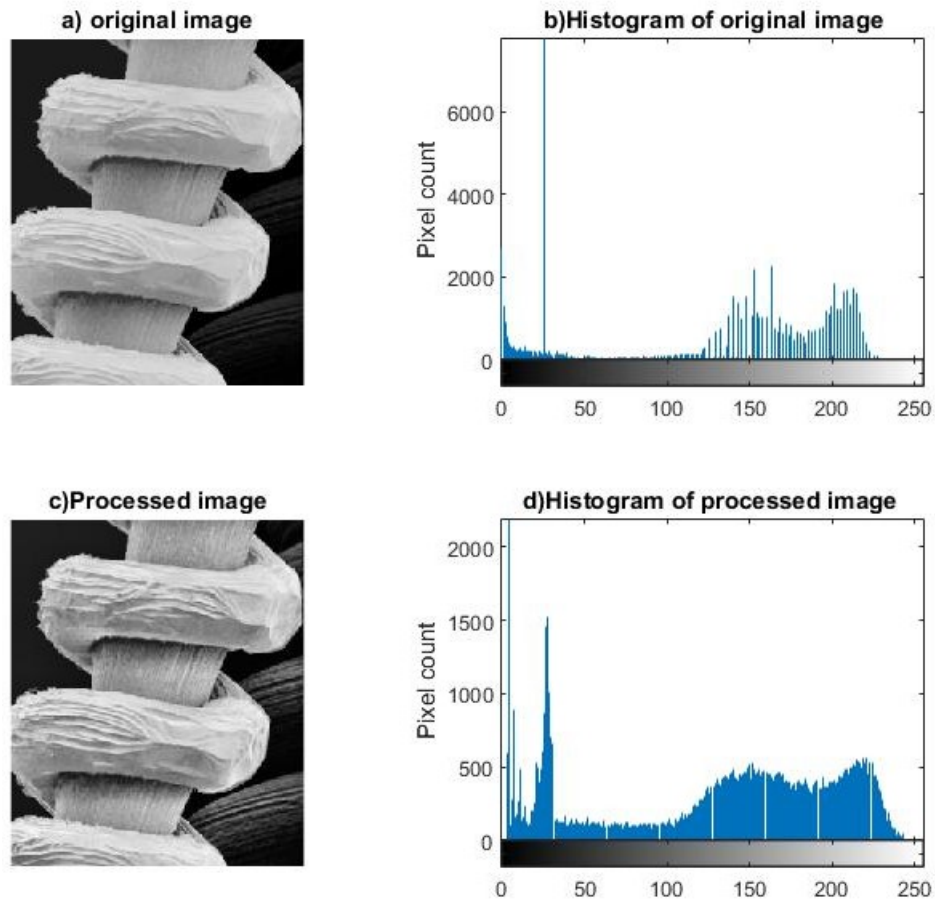 a) original image
b)Histogram of original image
Pixel count
6000
4000
2000
0
0 50 100 150 200 250
c)Processed image
d)Histogram of processed image
Pixel count
2000
1500
1000
500
0
0 50 100 150 200 250